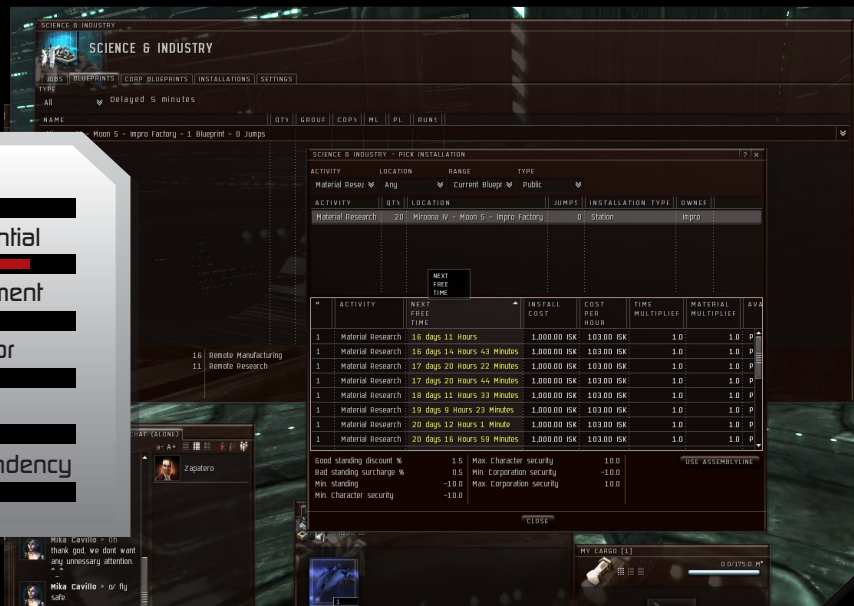 SCIENCE & INDUSTRY
SCIENCE & INDUSTRY
JOBS BLUEPRINTS CORP BLUEPRINTS INSTALLATIONS SETTINGS
TYPE
All Delayed 5 minutes
NAME QTY GROUP COPY ML PL RUNS
- Moon 5 - Impro Factory - 1 Blueprint - 0 Jumps
SCIENCE & INDUSTRY - PICK INSTALLATION ? x
ACTIVITY LOCATION RANGE TYPE
Material Resea Any Current Bluepr Public
ACTIVITY QTY LOCATION JUMPS INSTALLATION TYPE OWNER
Material Research 20 Miroona IV - Moon 5 - Impro Factory 0 Station Impro
NEXT
FREE
TIME
* ACTIVITY NEXT FREE TIME INSTALL COST COST PER HOUR TIME MULTIPLIER MATERIAL MULTIPLIER AVA
1 Material Research 16 days 11 Hours 1,000.00 ISK 103.00 ISK 1.0 1.0 P
1 Material Research 16 days 14 Hours 43 Minutes 1,000.00 ISK 103.00 ISK 1.0 1.0 P
1 Material Research 17 days 20 Hours 22 Minutes 1,000.00 ISK 103.00 ISK 1.0 1.0 P
1 Material Research 17 days 20 Hours 44 Minutes 1,000.00 ISK 103.00 ISK 1.0 1.0 P
1 Material Research 18 days 11 Hours 33 Minutes 1,000.00 ISK 103.00 ISK 1.0 1.0 P
1 Material Research 19 days 9 Hours 23 Minutes 1,000.00 ISK 103.00 ISK 1.0 1.0 P
1 Material Research 20 days 12 Hours 1 Minute 1,000.00 ISK 103.00 ISK 1.0 1.0 P
1 Material Research 20 days 16 Hours 59 Minutes 1,000.00 ISK 103.00 ISK 1.0 1.0 P
Good standing discount % 1.5 Max. Character security 10.0 USE ASSEMBLYLINE
Bad standing surcharge % 0.5 Min. Corporation security -10.0
Min. standing -10.0 Max. Corporation security 10.0
Min. Character security -10.0
CLOSE
ntial
ment
or
ndency
16 Remote Manufacturing
11 Remote Research
HAT (ALONE)
a- A+
Zapatero
Mika Cavillo > Oh
thank god, we dont want
any unnessary attention.
^_^
Mika Cavillo > o/ fly
safe.
1
MY CARGO [1]
0.0/175.0 M³